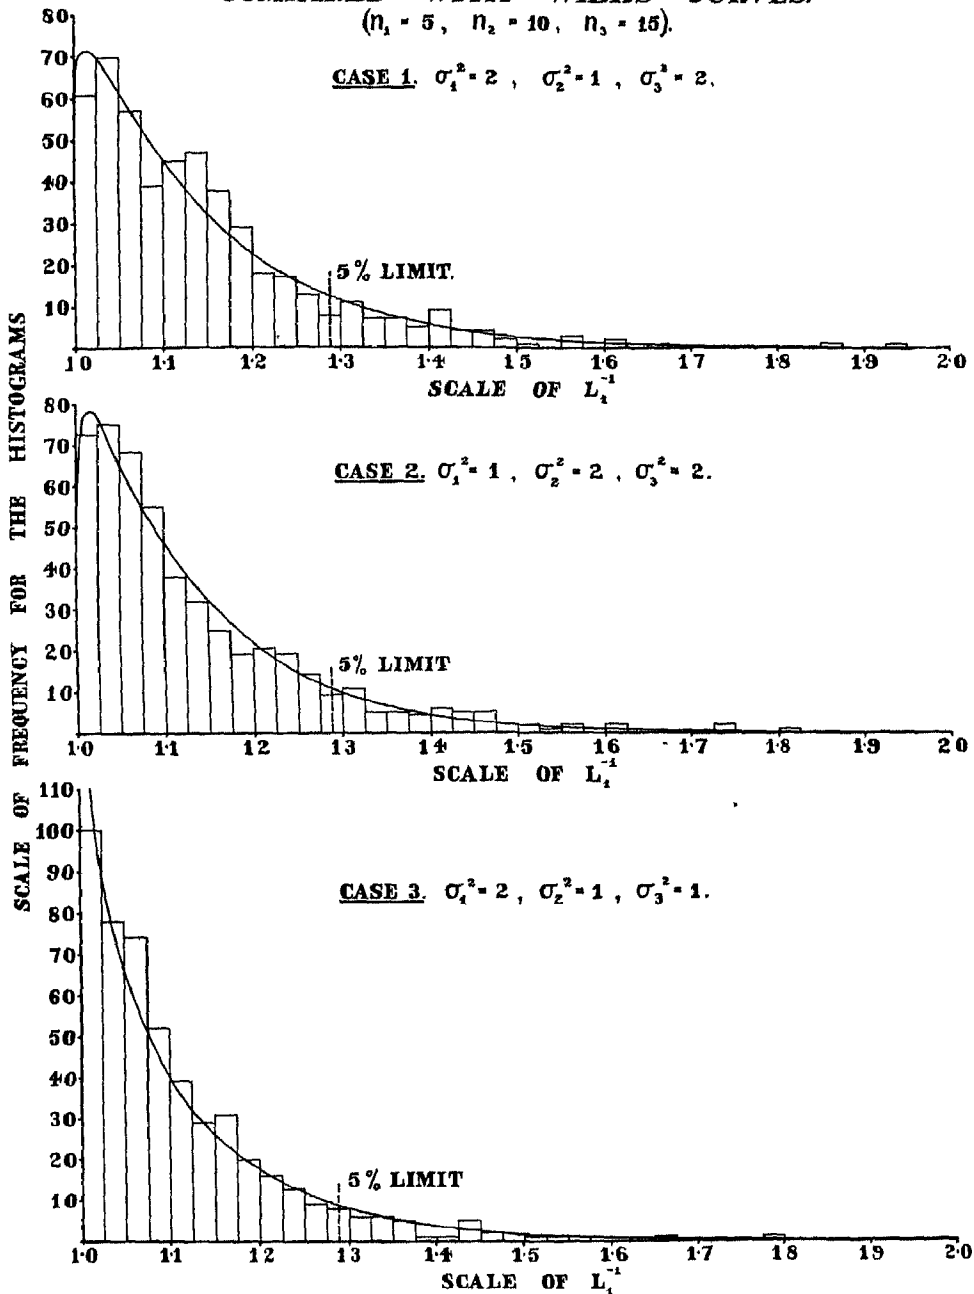 (n₁ = 5, n₂ = 10, n₃ = 15).
CASE 1. σ₁² = 2 , σ₂² = 1 , σ₃² = 2.
80
70
60
50
40
30
20
10
5% LIMIT.
1·0 1·1 1·2 1·3 1·4 1·5 1·6 1·7 1·8 1·9 2·0
SCALE OF L₁⁻¹
CASE 2. σ₁² = 1 , σ₂² = 2 , σ₃² = 2.
80
70
60
50
40
30
20
10
5% LIMIT
1·0 1·1 1·2 1·3 1·4 1·5 1·6 1·7 1·8 1·9 2·0
SCALE OF L₁⁻¹
CASE 3. σ₁² = 2 , σ₂² = 1 , σ₃² = 1.
110
100
90
80
70
60
50
40
30
20
10
5% LIMIT
1·0 1·1 1·2 1·3 1·4 1·5 1·6 1·7 1·8 1·9 2·0
SCALE OF L₁⁻¹
SCALE OF FREQUENCY FOR THE HISTOGRAMS